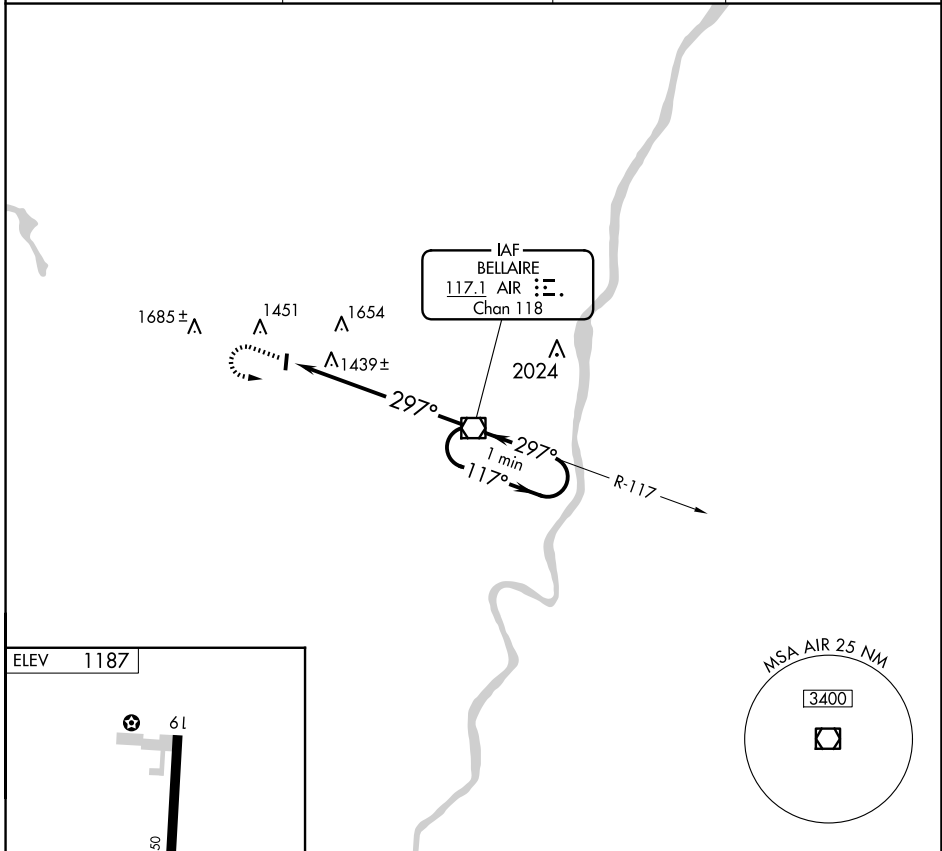 IAF
BELLAIRE
117.1 AIR
Chan 118
1685±
1451
1654
1439±
2024
297°
297°
1 min
117°
R-117
ELEV 1187
19
50
MSA AIR 25 NM
3400